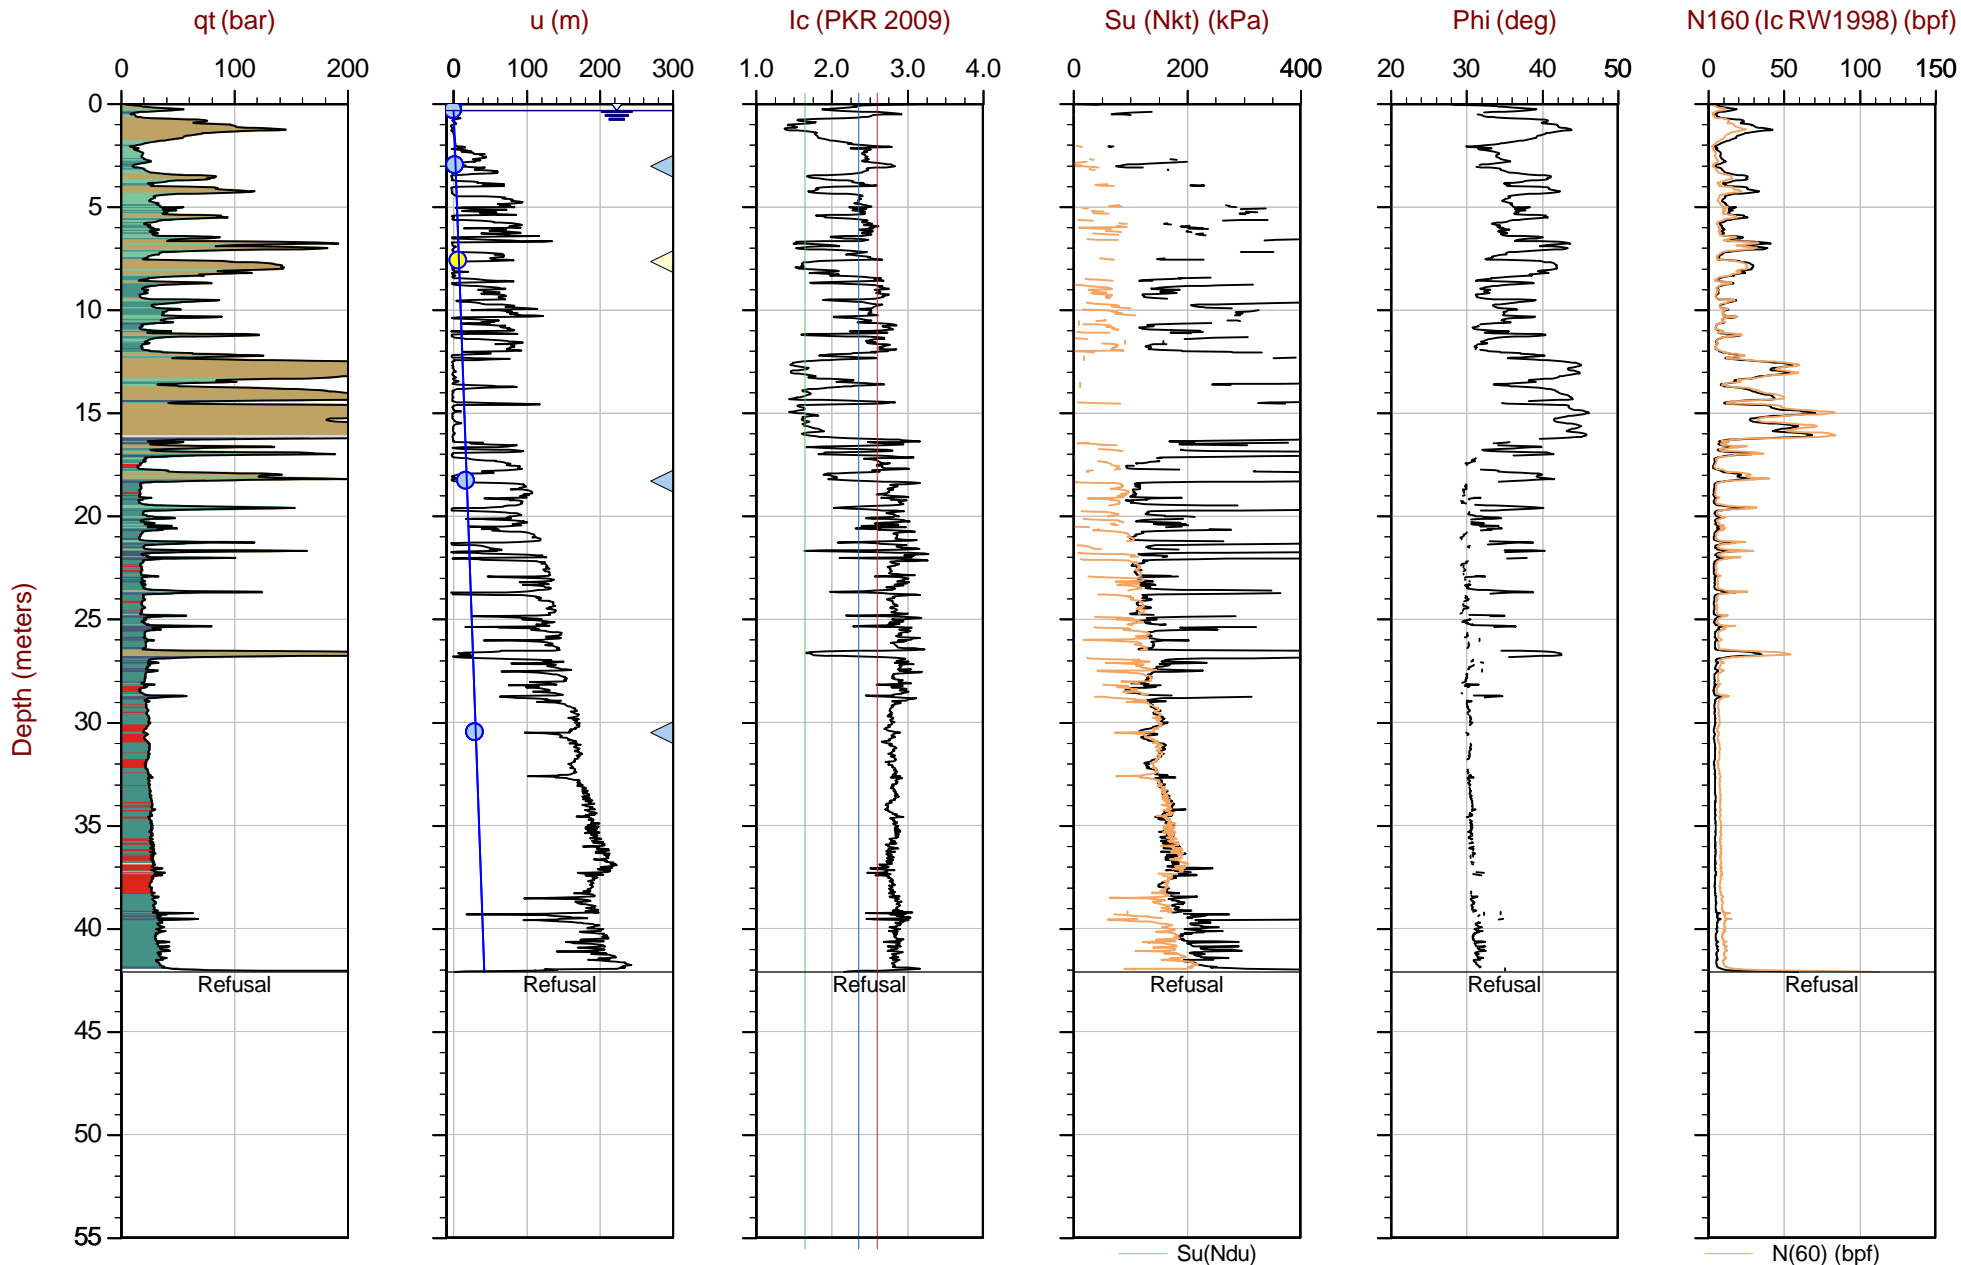 qt (bar) u (m) Ic (PKR 2009) Su (Nkt) (kPa) Phi (deg) N160 (Ic RW1998) (bpf)
0 100 200 0 100 200 300 1.0 2.0 3.0 4.0 0 200 400 20 30 40 50 0 50 100 150
0
5
10
15
20
25
30
35
40
45
50
55
Depth (meters)
Refusal Refusal Refusal Refusal Refusal Refusal
Su(Ndu) N(60) (bpf)